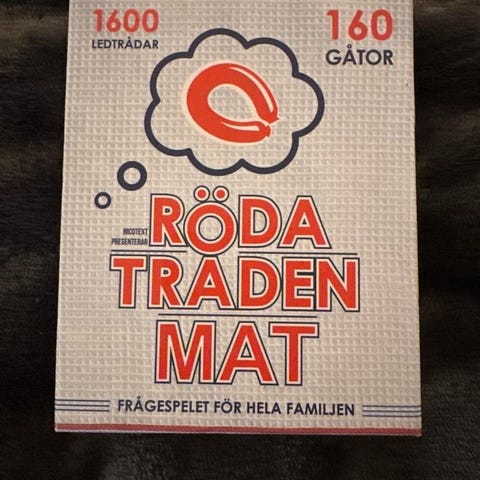 1600
LEDTRÅDAR
160
GÅTOR
NICOTEXT
PRESENTERAR
RÖDA
TRÅDEN
MAT
FRÅGESPELET FÖR HELA FAMILJEN